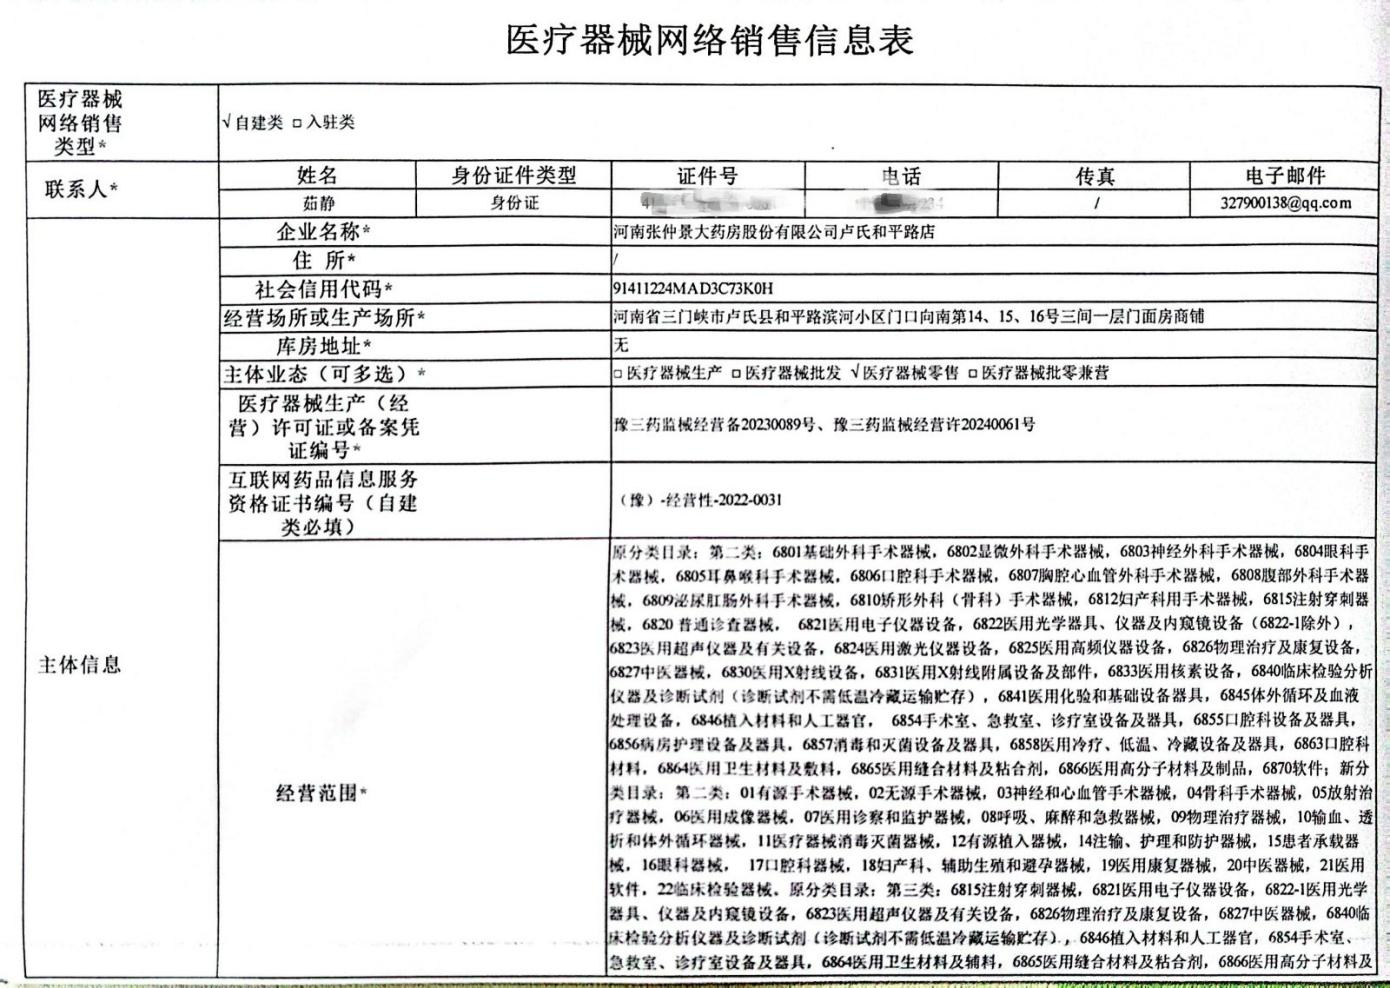 医疗器械网络销售信息表
医疗器械
网络销售
类型*
√自建类 □入驻类
联系人*
姓名 身份证件类型 证件号 电话 传真 电子邮件
茹静 身份证 / 327900138@qq.com
主体信息
企业名称* 河南张仲景大药房股份有限公司卢氏和平路店
住 所* /
社会信用代码* 91411224MAD3C73K0H
经营场所或生产场所* 河南省三门峡市卢氏县和平路滨河小区门口向南第14、15、16号三间一层门面房商铺
库房地址* 无
主体业态（可多选）* □医疗器械生产 □医疗器械批发 √医疗器械零售 □医疗器械批零兼营
医疗器械生产（经
营）许可证或备案凭
证编号*
豫三药监械经营备20230089号、豫三药监械经营许20240061号
互联网药品信息服务
资格证书编号（自建
类必填）
（豫）-经营性-2022-0031
经营范围*
原分类目录：第二类：6801基础外科手术器械，6802显微外科手术器械，6803神经外科手术器械，6804眼科手
术器械，6805耳鼻喉科手术器械，6806口腔科手术器械，6807胸腔心血管外科手术器械，6808腹部外科手术器
械，6809泌尿肛肠外科手术器械，6810矫形外科（骨科）手术器械，6812妇产科用手术器械，6815注射穿刺器
械，6820 普通诊查器械， 6821医用电子仪器设备，6822医用光学器具、仪器及内窥镜设备（6822-1除外），
6823医用超声仪器及有关设备，6824医用激光仪器设备，6825医用高频仪器设备，6826物理治疗及康复设备，
6827中医器械，6830医用X射线设备，6831医用X射线附属设备及部件，6833医用核素设备，6840临床检验分析
仪器及诊断试剂（诊断试剂不需低温冷藏运输贮存），6841医用化验和基础设备器具，6845体外循环及血液
处理设备，6846植入材料和人工器官， 6854手术室、急救室、诊疗室设备及器具，6855口腔科设备及器具，
6856病房护理设备及器具，6857消毒和灭菌设备及器具，6858医用冷疗、低温、冷藏设备及器具，6863口腔科
材料，6864医用卫生材料及敷料，6865医用缝合材料及粘合剂，6866医用高分子材料及制品，6870软件；新分
类目录：第二类：01有源手术器械，02无源手术器械，03神经和心血管手术器械，04骨科手术器械，05放射治
疗器械，06医用成像器械，07医用诊察和监护器械，08呼吸、麻醉和急救器械，09物理治疗器械，10输血、透
析和体外循环器械，11医疗器械消毒灭菌器械，12有源植入器械，14注输、护理和防护器械，15患者承载器
械，16眼科器械， 17口腔科器械，18妇产科、辅助生殖和避孕器械，19医用康复器械，20中医器械，21医用
软件，22临床检验器械。原分类目录：第三类：6815注射穿刺器械，6821医用电子仪器设备，6822-1医用光学
器具、仪器及内窥镜设备，6823医用超声仪器及有关设备，6826物理治疗及康复设备，6827中医器械，6840临
床检验分析仪器及诊断试剂（诊断试剂不需低温冷藏运输贮存），6846植入材料和人工器官，6854手术室、
急救室、诊疗室设备及器具，6864医用卫生材料及辅料，6865医用缝合材料及粘合剂，6866医用高分子材料及